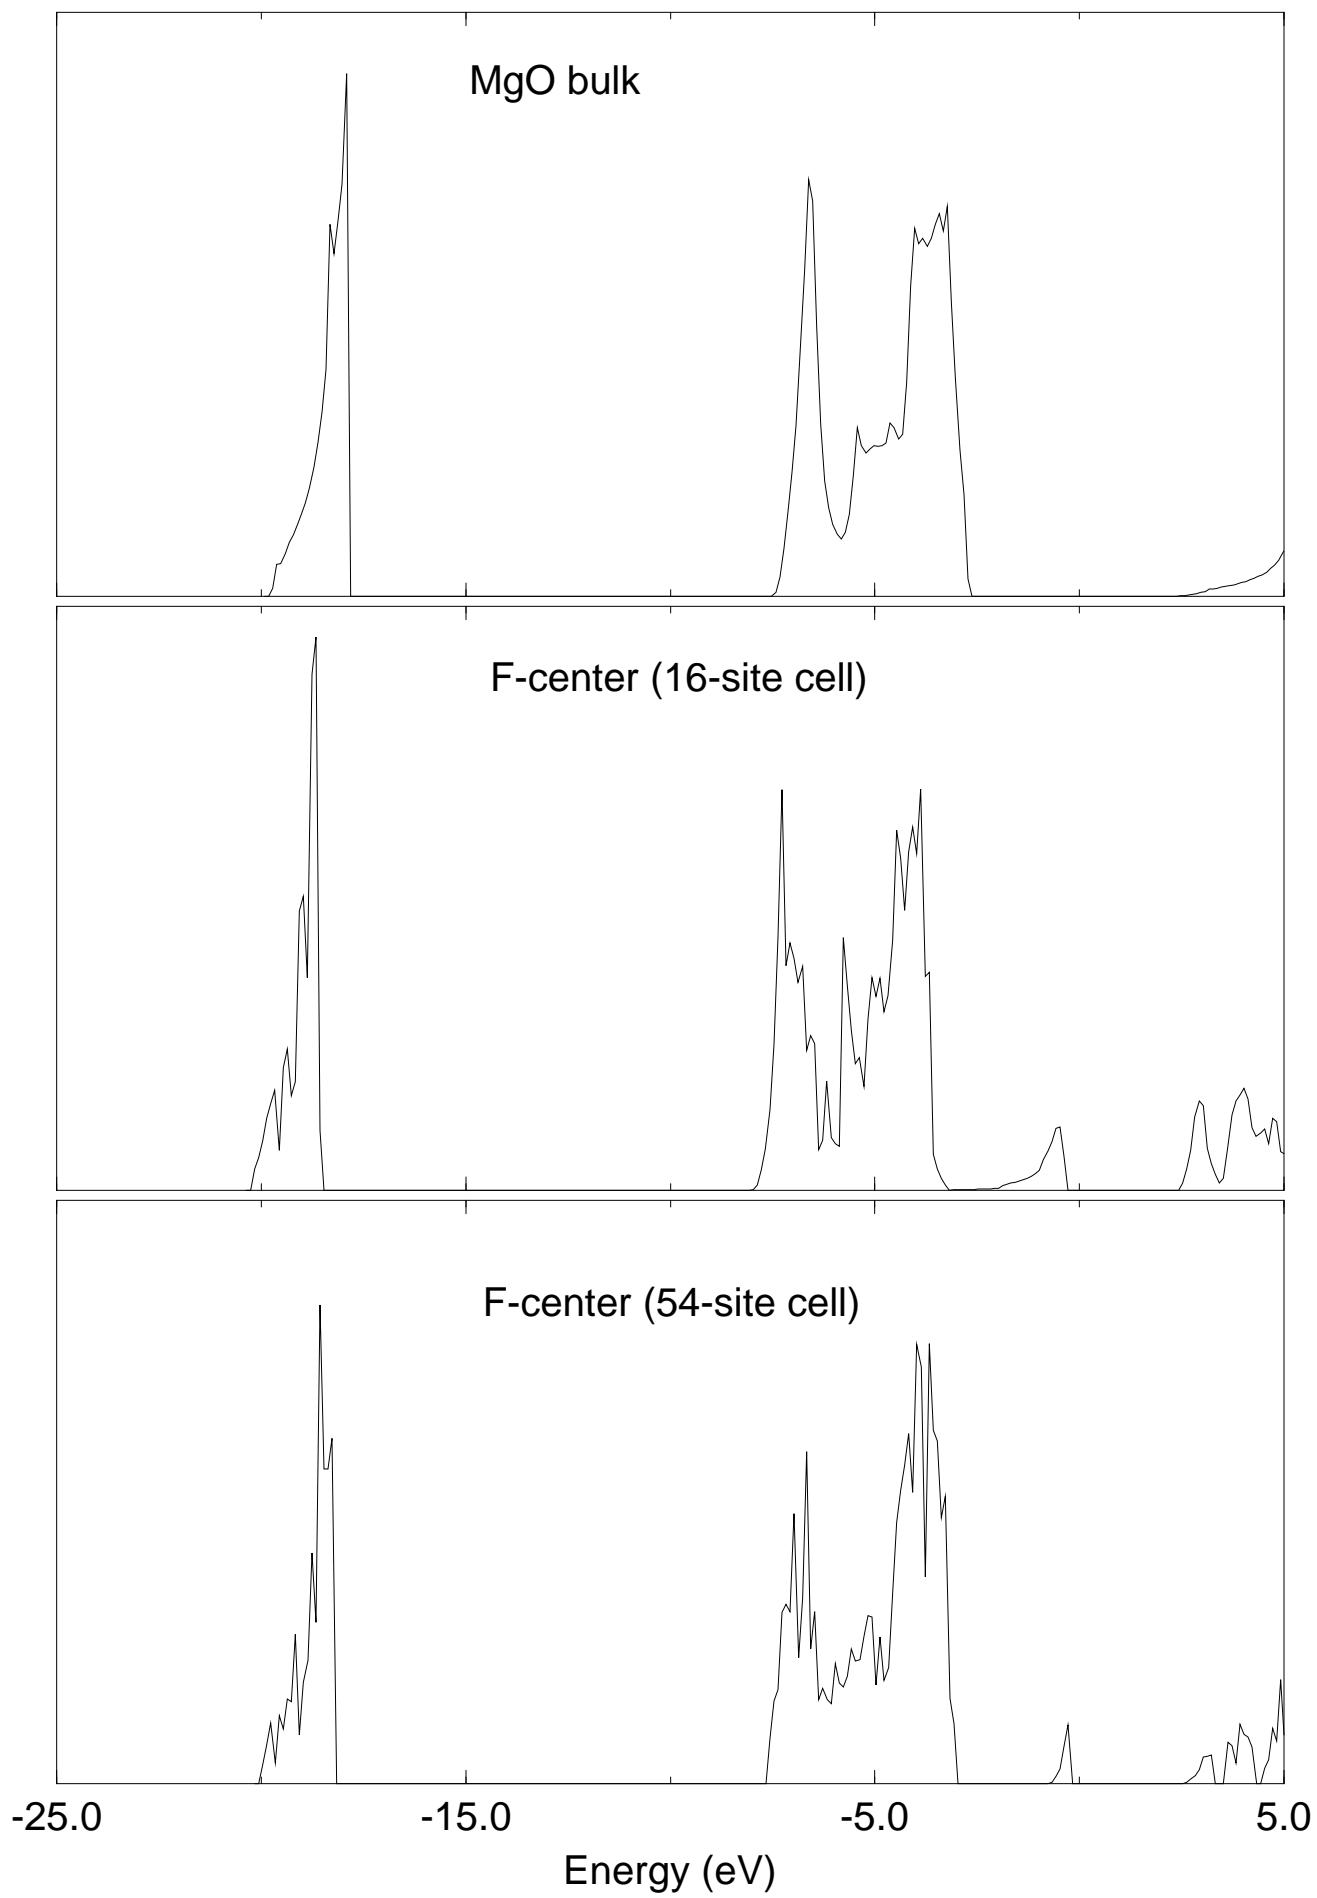 MgO bulk
F-center (16-site cell)
F-center (54-site cell)
-25.0 -15.0 -5.0 5.0
Energy (eV)